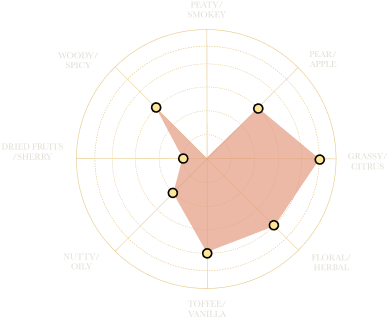 PEATY/
SMOKEY
WOODY/
SPICY
PEAR/
APPLE
DRIED FRUITS
/SHERRY
GRASSY/
CITRUS
NUTTY/
OILY
FLORAL/
HERBAL
TOFFEE/
VANILLA